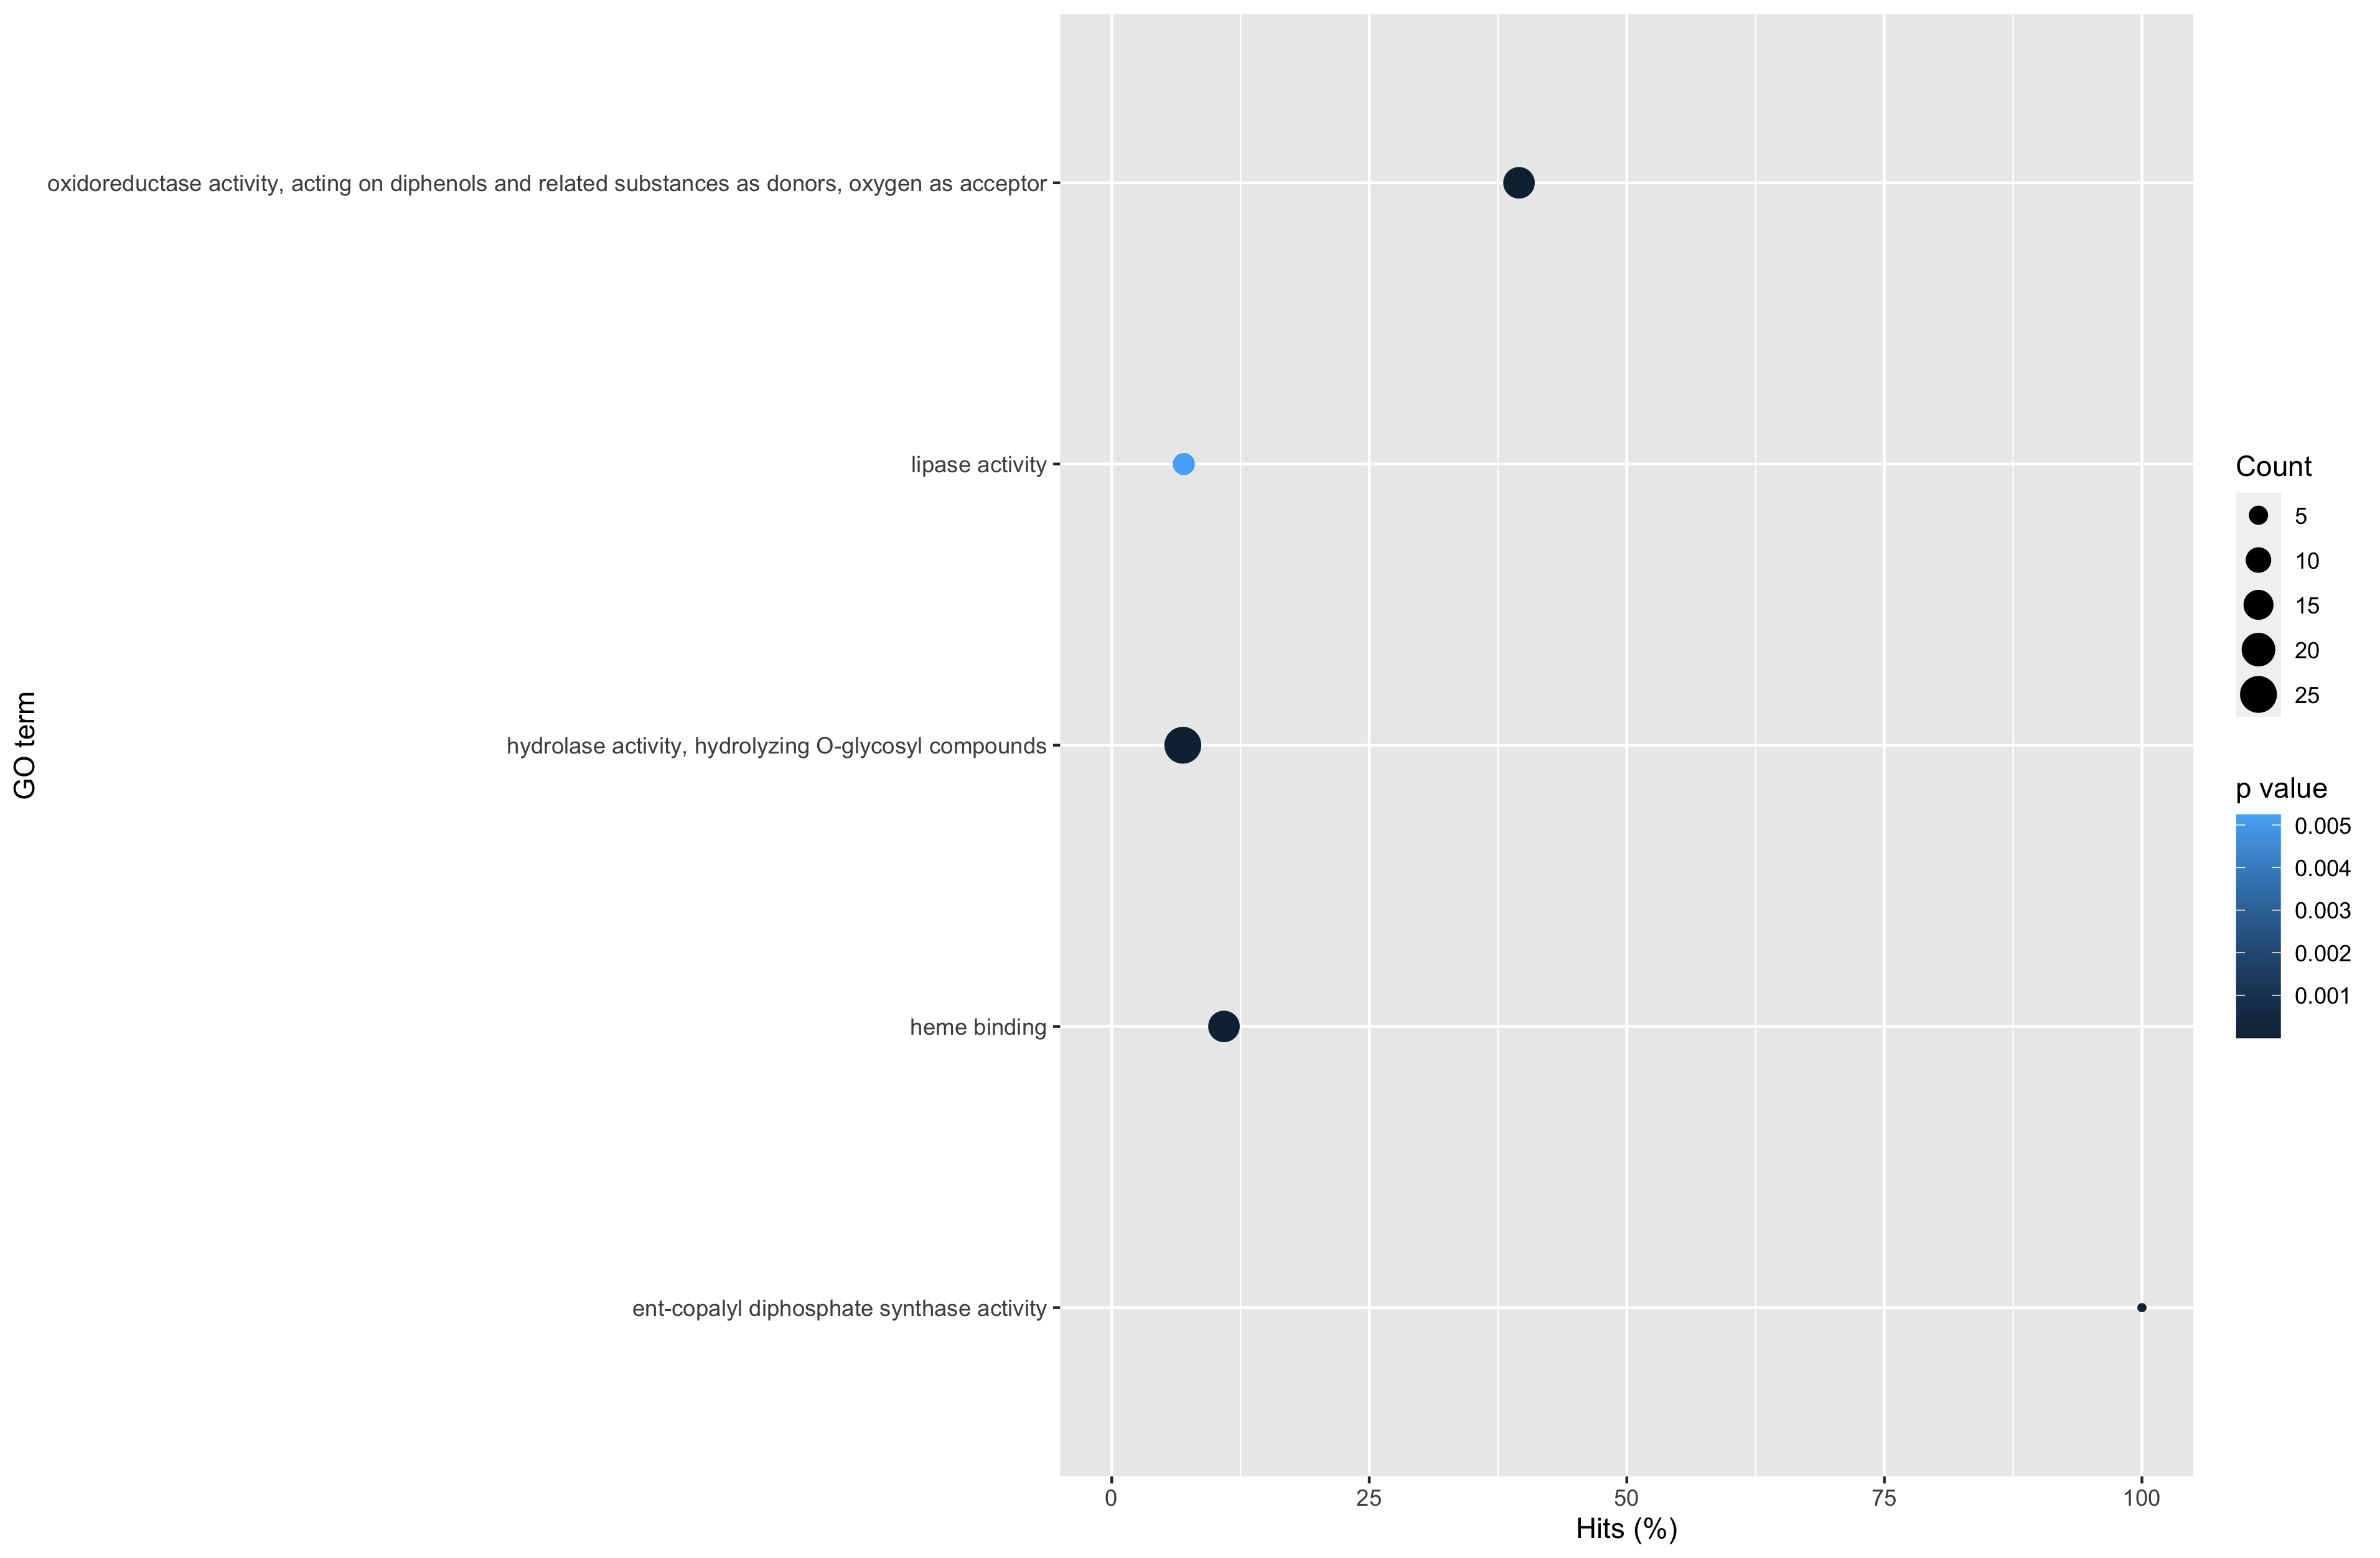 oxidoreductase activity, acting on diphenols and related substances as donors, oxygen as acceptor
lipase activity
hydrolase activity, hydrolyzing O-glycosyl compounds
heme binding
ent-copalyl diphosphate synthase activity
GO term
0
25
50
75
100
Hits (%)
Count
5
10
15
20
25
p value
0.005
0.004
0.003
0.002
0.001